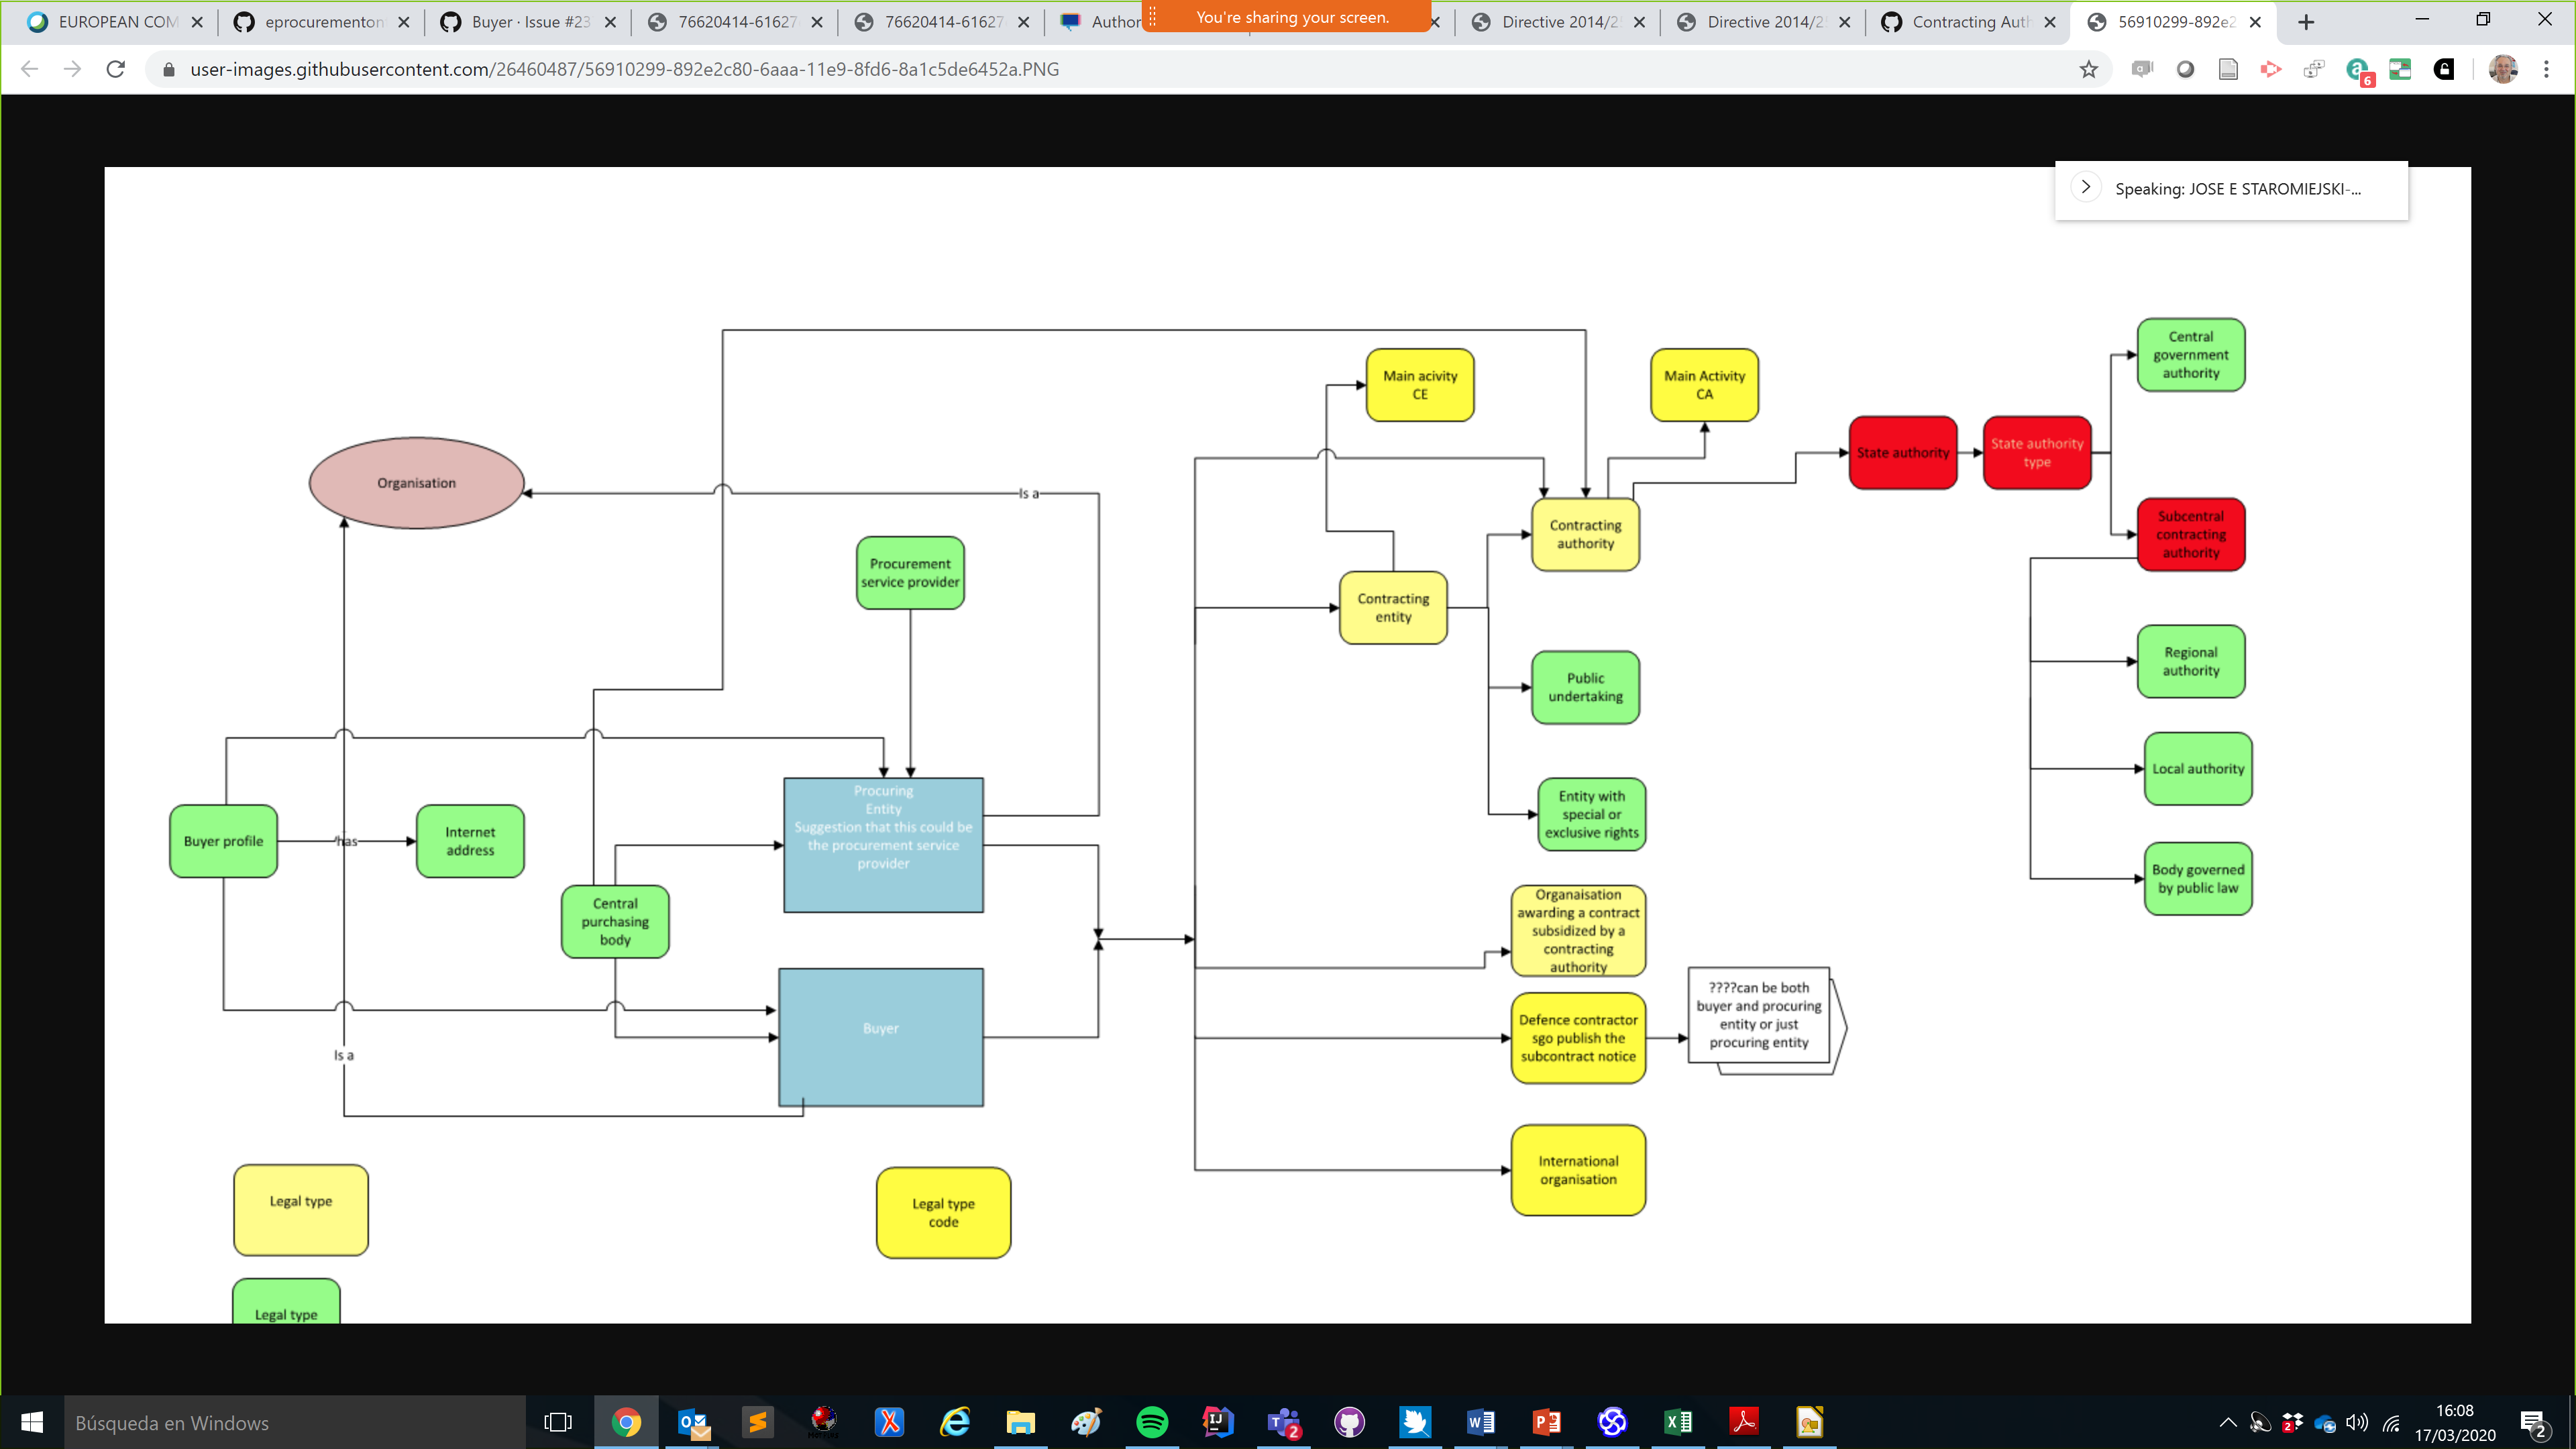 EUROPEAN COM
eprocurementon
Buyer · Issue #23
76620414-61627
76620414-61627
Author
You're sharing your screen.
Directive 2014/2
Directive 2014/2
Contracting Auth
56910299-892e2
user-images.githubusercontent.com/26460487/56910299-892e2c80-6aaa-11e9-8fd6-8a1c5de6452a.PNG
6
Speaking: JOSE E STAROMIEJSKI-...
Central
government
authority
Main acivity
CE
Main Activity
CA
State authority
State authority
type
Organisation
Is a
Subcentral
contracting
authority
Contracting
authority
Procurement
service provider
Contracting
entity
Regional
authority
Public
undertaking
Local authority
Procuring
Entity
Suggestion that this could be
the procurement service
provider
Entity with
special or
exclusive rights
Buyer profile
has
Internet
address
Body governed
by public law
Central
purchasing
body
Organaisation
awarding a contract
subsidized by a
contracting
authority
Buyer
Defence contractor
sgo publish the
subcontract notice
????can be both
buyer and procuring
entity or just
procuring entity
Is a
International
organisation
Legal type
Legal type
code
Legal type
Búsqueda en Windows
2
2
16:08
17/03/2020
2